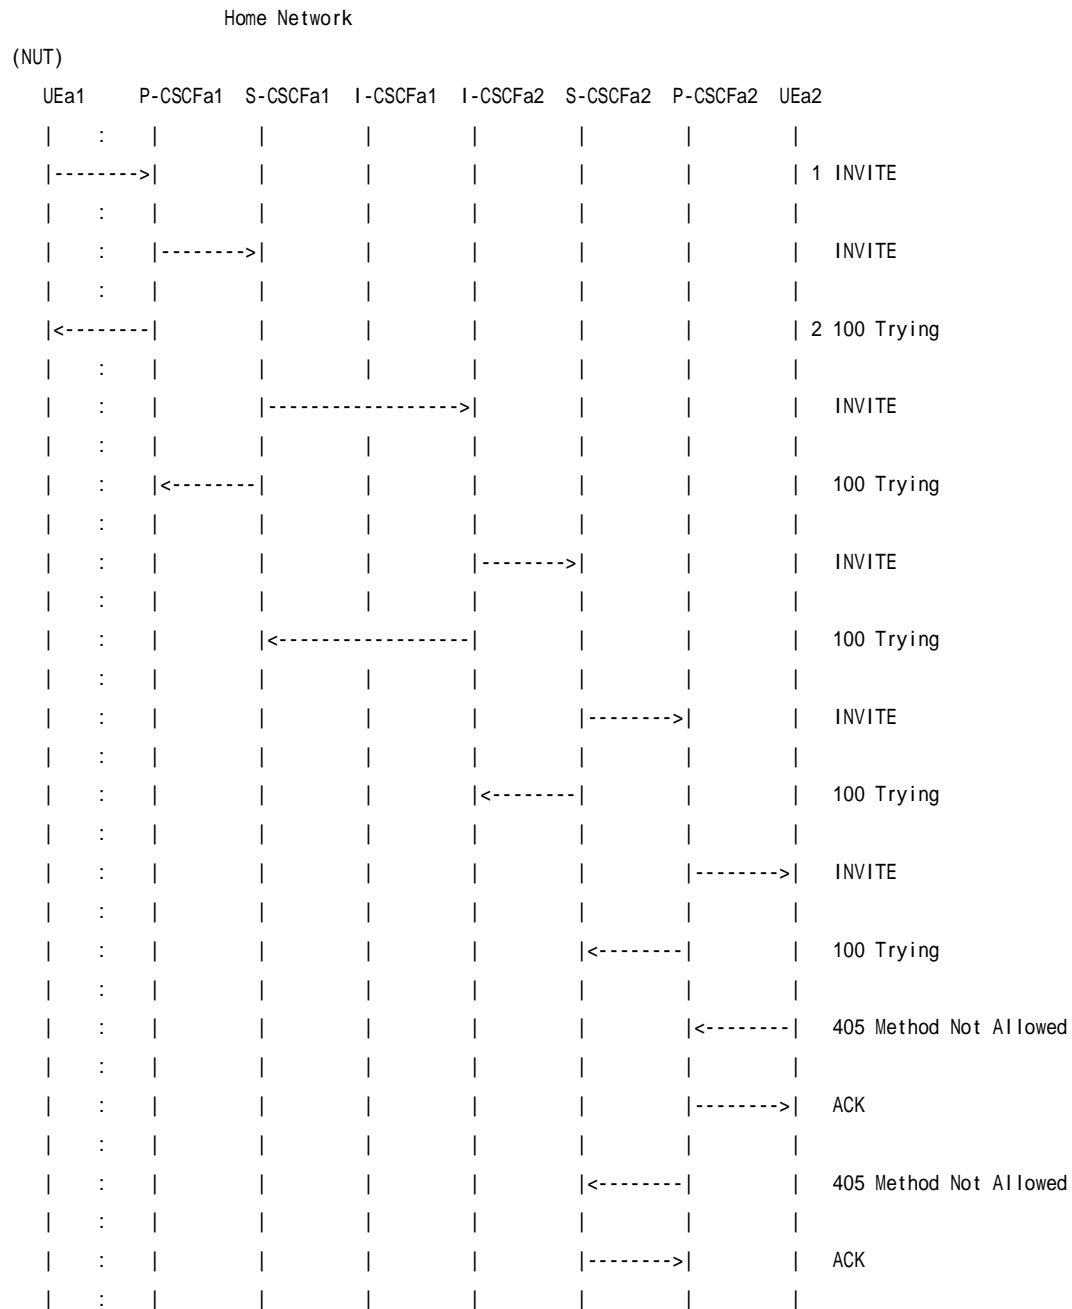 Home Network
(NUT)
UEa1 P-CSCFa1 S-CSCFa1 I-CSCFa1 I-CSCFa2 S-CSCFa2 P-CSCFa2 UEa2
| : | | | | | | |
|-------->| | | | | | | 1 INVITE
| : | | | | | | |
| : |-------->| | | | | | INVITE
| : | | | | | | |
|<--------| | | | | | | 2 100 Trying
| : | | | | | | |
| : | |------------------>| | | | INVITE
| : | | | | | | |
| : |<--------| | | | | | 100 Trying
| : | | | | | | |
| : | | | |-------->| | | INVITE
| : | | | | | | |
| : | |<------------------| | | | 100 Trying
| : | | | | | | |
| : | | | | |-------->| | INVITE
| : | | | | | | |
| : | | | |<--------| | | 100 Trying
| : | | | | | | |
| : | | | | | |-------->| INVITE
| : | | | | | | |
| : | | | | |<--------| | 100 Trying
| : | | | | | | |
| : | | | | | |<--------| 405 Method Not Allowed
| : | | | | | | |
| : | | | | | |-------->| ACK
| : | | | | | | |
| : | | | | |<--------| | 405 Method Not Allowed
| : | | | | | | |
| : | | | | |-------->| | ACK
| : | | | | | | |